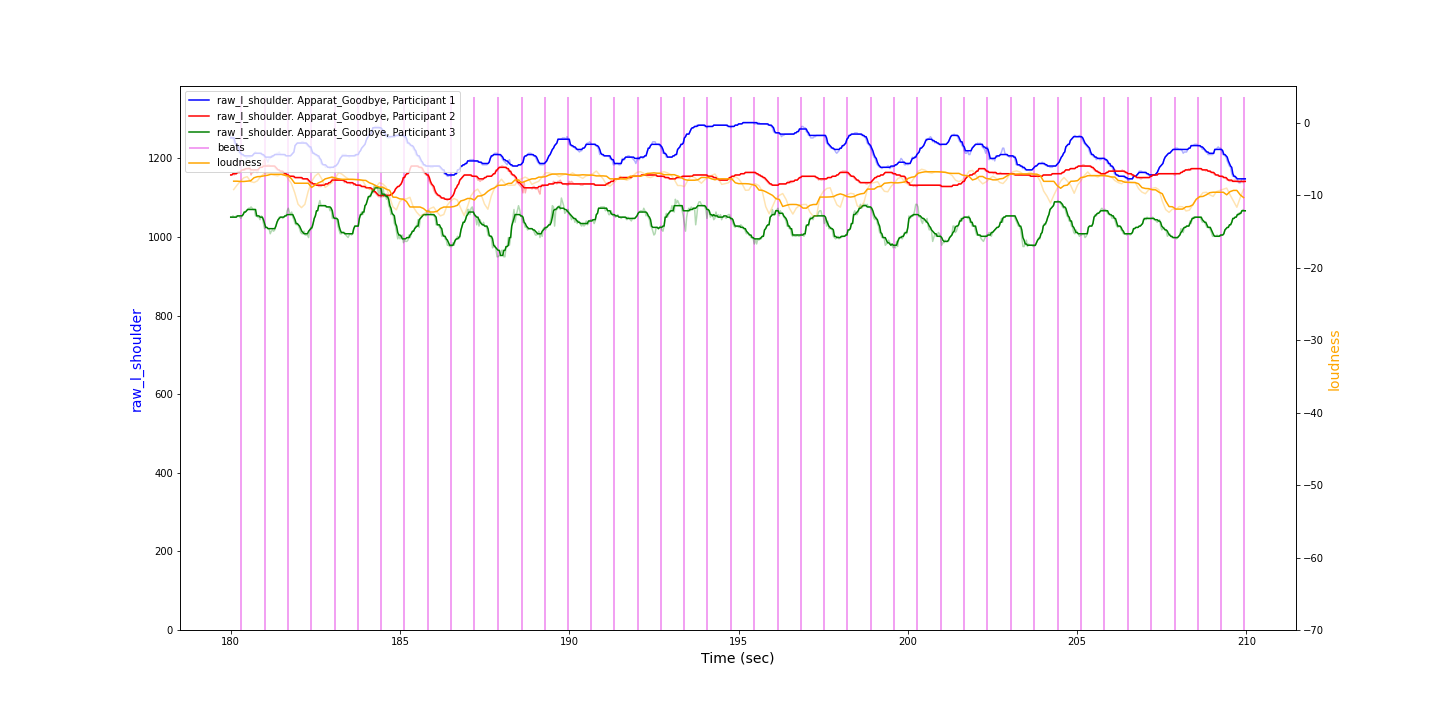 raw_l_shoulder. Apparat_Goodbye, Participant 1
raw_l_shoulder. Apparat_Goodbye, Participant 2
raw_l_shoulder. Apparat_Goodbye, Participant 3
beats
loudness
1200
1000
800
600
400
200
0
raw_l_shoulder
0
−10
−20
−30
−40
−50
−60
−70
loudness
180
185
190
195
200
205
210
Time (sec)